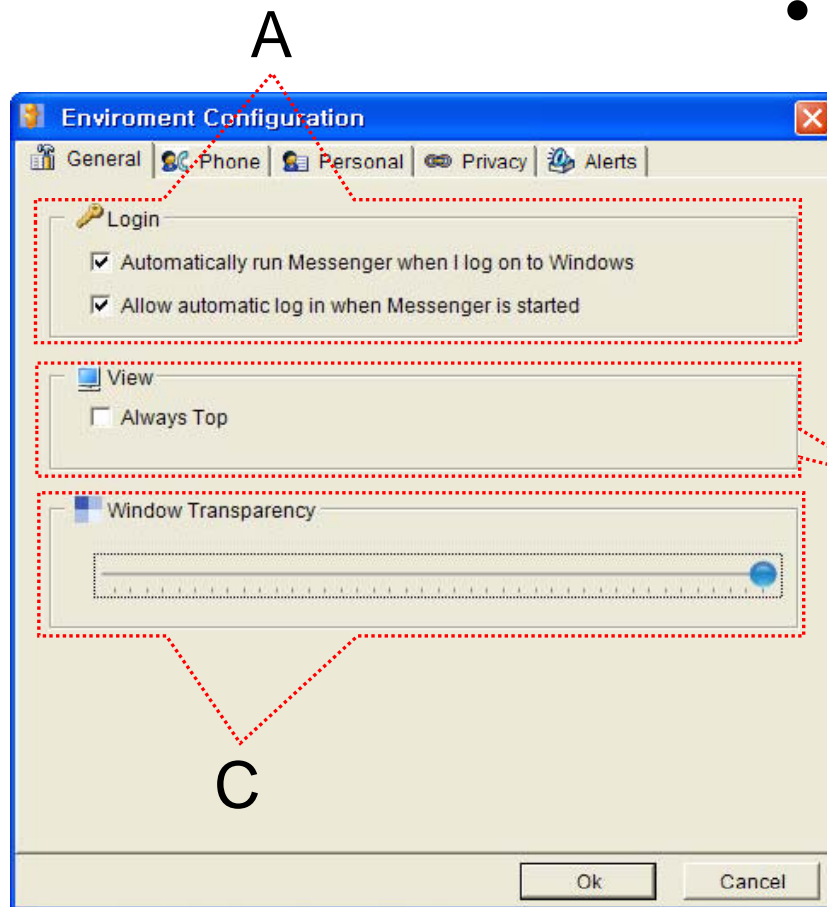 A
•
Enviroment Configuration
General Phone Personal Privacy Alerts
Login
Automatically run Messenger when I log on to Windows
Allow automatic log in when Messenger is started
View
Always Top
Window Transparency
C
Ok Cancel